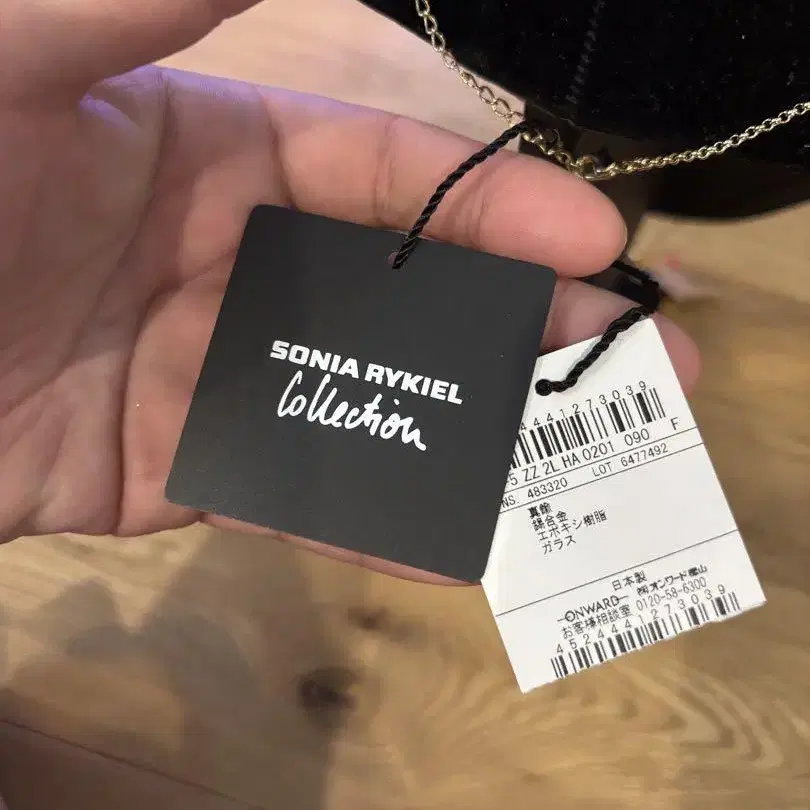 SONIA RYKIEL
Collection
4441273039
-5 ZZ 2L HA 0201 090 F
NS. 483320 LOT 6477492
真鍮
錫合金
エポキシ樹脂
ガラス
日本製
ONWARD ㈱オンワード樫山
お客様相談室 0120-58-6300
4524441273039